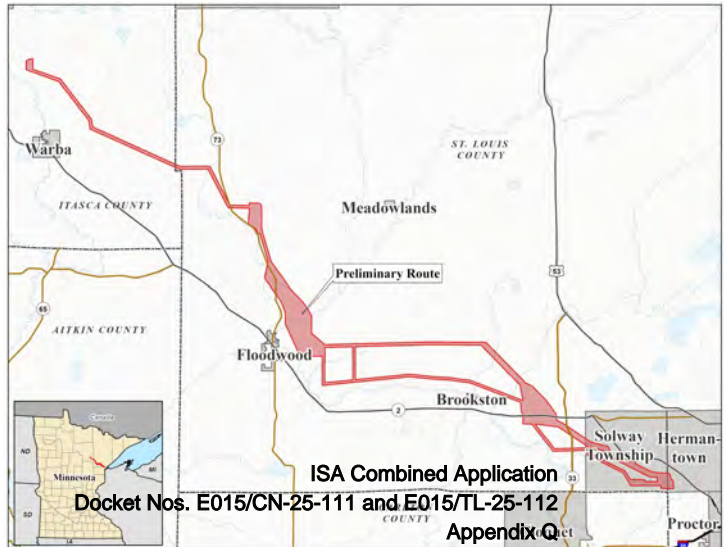 73
ST. LOUIS
COUNTY
Warba
ITASCA COUNTY
Meadowlands
53
Preliminary Route
65
AITKIN COUNTY
Floodwood
Brookston
2
Canada
ND
Minnesota
MI
SD
IA
Solway
Township
Herman-
town
ISA Combined Application
33
Docket Nos. E015/CN-25-111 and E015/TL-25-112
COUNTY
Appendix Q
Proctor